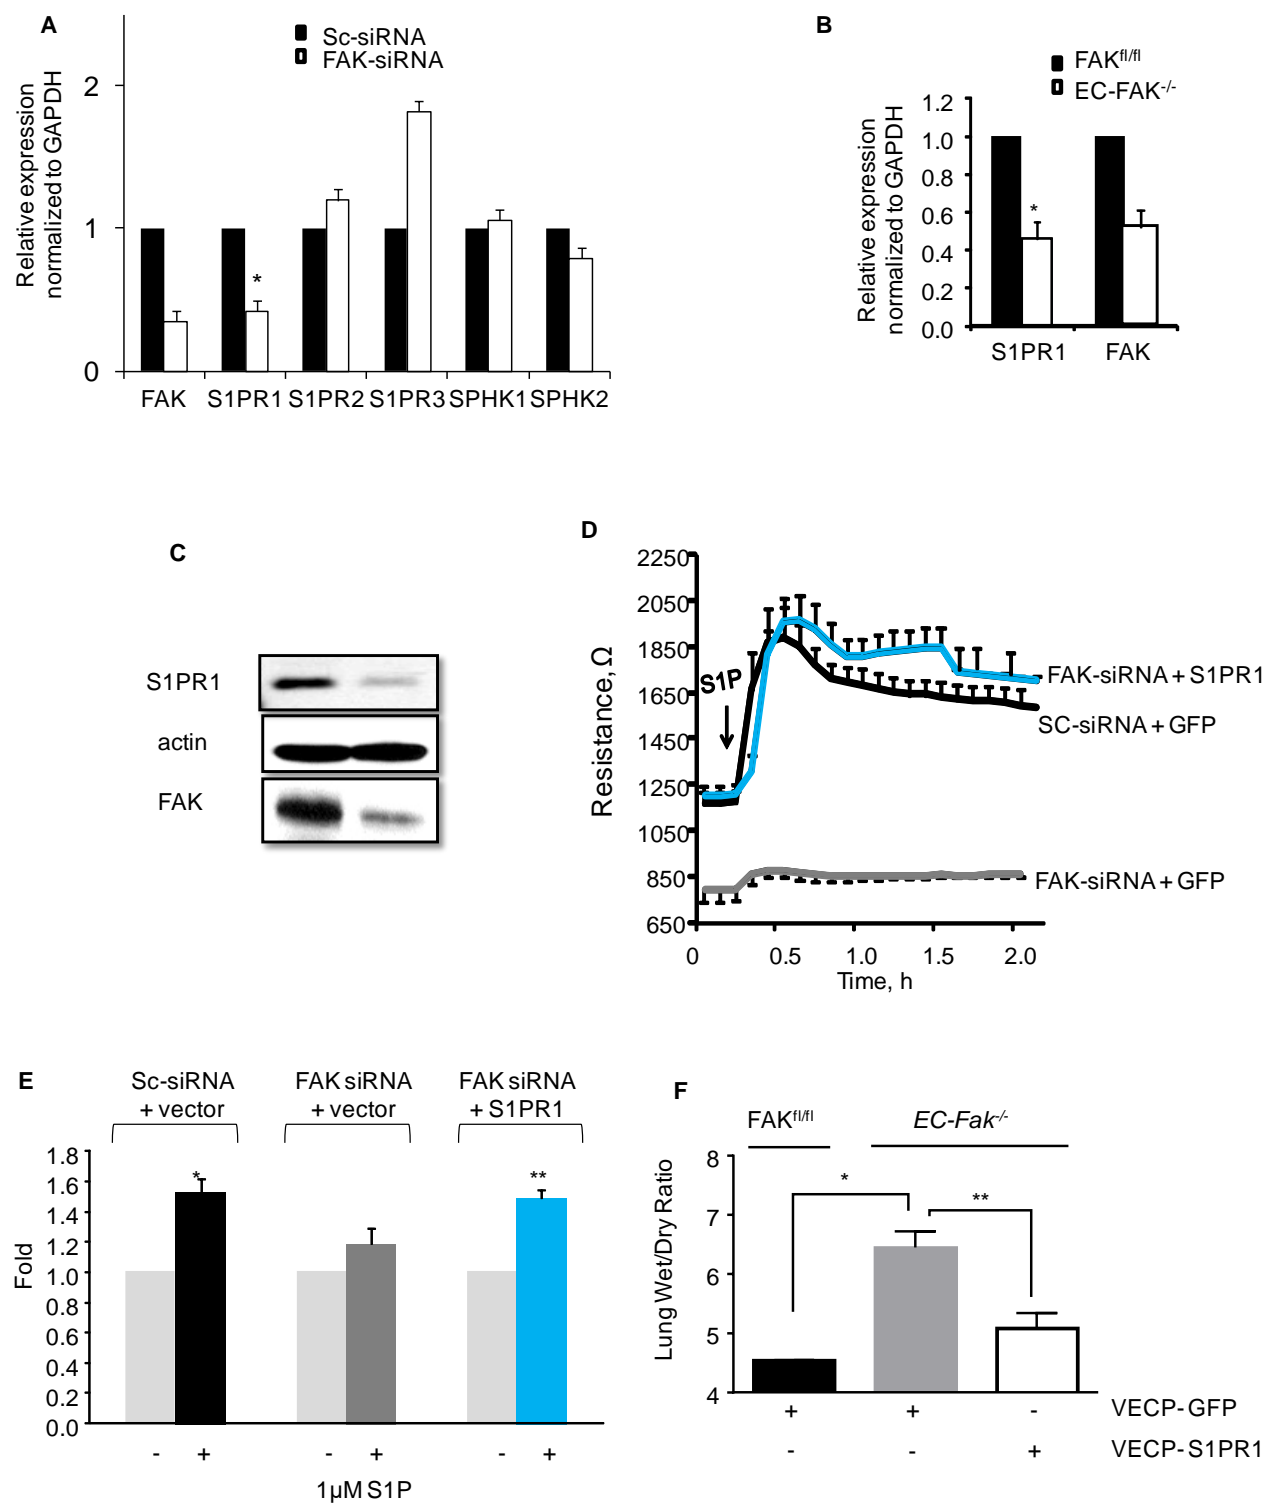 A
Sc-siRNA
FAK-siRNA
Relative expression
normalized to GAPDH
2
1
0
FAK S1PR1 S1PR2 S1PR3 SPHK1 SPHK2
*
B
FAKfl/fl
EC-FAK-/-
Relative expression
normalized to GAPDH
1.2
1.0
0.8
0.6
0.4
0.2
0.0
*
S1PR1 FAK
C
S1PR1
actin
FAK
D
Resistance, Ω
2250
2050
1850
1650
1450
1250
1050
850
650
S1P
FAK-siRNA + S1PR1
SC-siRNA + GFP
FAK-siRNA + GFP
0 0.5 1.0 1.5 2.0
Time, h
E
Sc-siRNA
+ vector
FAK siRNA
+ vector
FAK siRNA
+ S1PR1
Fold
1.8
1.6
1.4
1.2
1.0
0.8
0.6
0.4
0.2
0.0
* **
- + - + - +
1µM S1P
F
FAKfl/fl EC-Fak-/-
Lung Wet/Dry Ratio
8
7
6
5
4
* **
+ + - VECP-GFP
- - + VECP-S1PR1